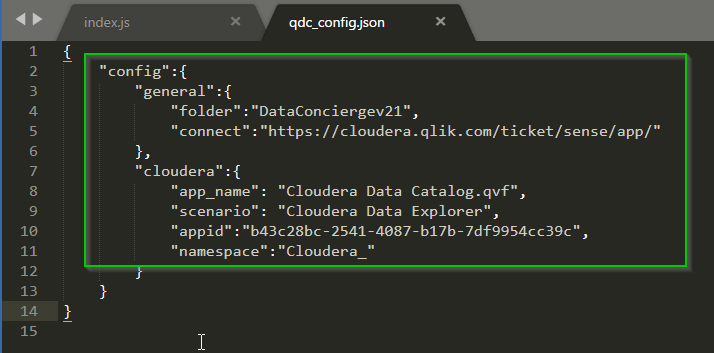 index.js × qdc_config.json ×
1 {
2 "config":{
3 "general":{
4 "folder":"DataConciergev21",
5 "connect":"https://cloudera.qlik.com/ticket/sense/app/"
6 },
7 "cloudera":{
8 "app_name": "Cloudera Data Catalog.qvf",
9 "scenario": "Cloudera Data Explorer",
10 "appid":"b43c28bc-2541-4087-b17b-7df9954cc39c",
11 "namespace":"Cloudera_"
12 }
13 }
14 }
15